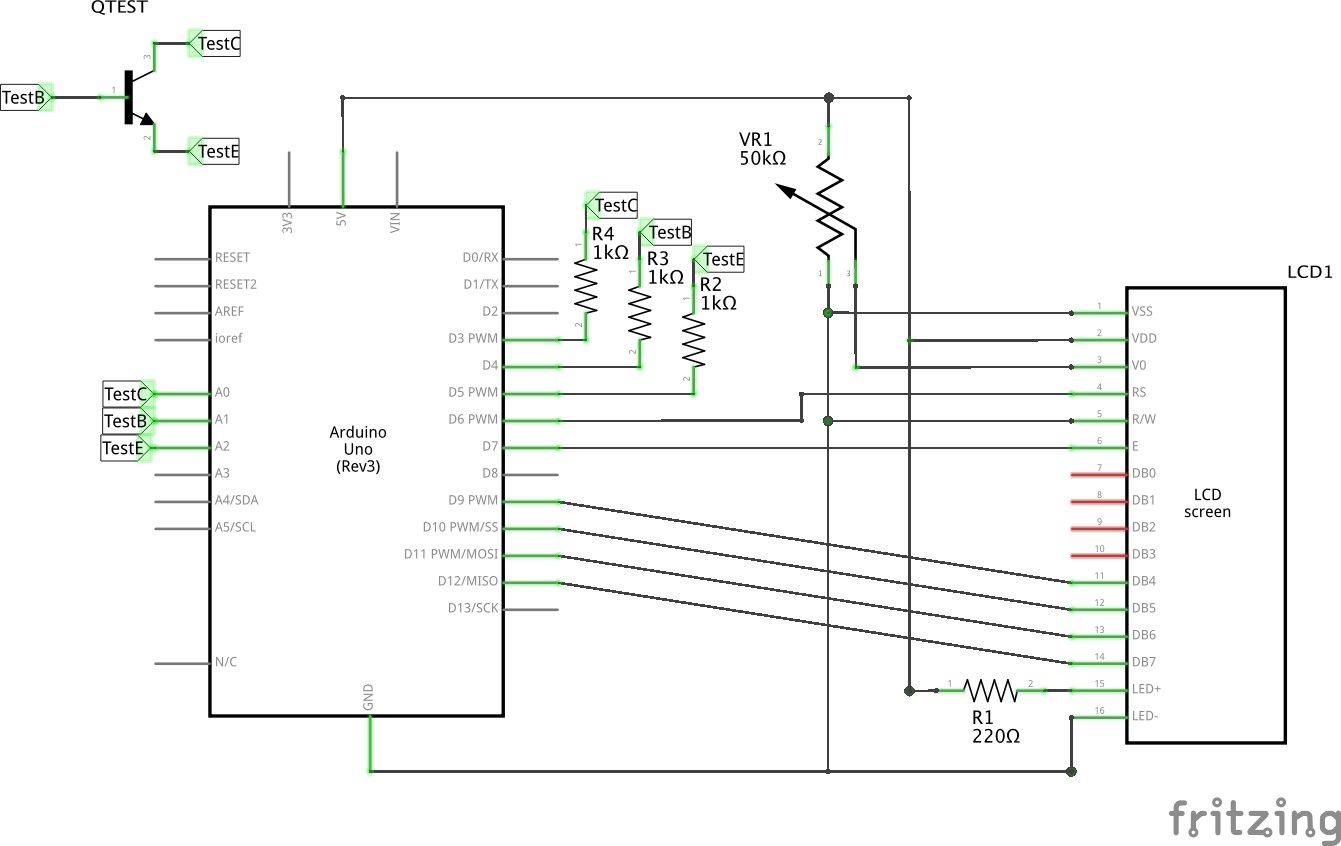 QTEST
TestC
3
TestB
1
2
TestE
3V3
5V
VIN
RESET
RESET2
AREF
ioref
TestC
A0
TestB
A1
TestE
A2
A3
A4/SDA
A5/SCL
N/C
GND
Arduino
Uno
(Rev3)
D0/RX
D1/TX
D2
D3 PWM
D4
D5 PWM
D6 PWM
D7
D8
D9 PWM
D10 PWM/SS
D11 PWM/MOSI
D12/MISO
D13/SCK
TestC
R4
1kΩ
1
2
TestB
R3
1kΩ
1
2
TestE
R2
1kΩ
1
2
VR1
50kΩ
2
1
3
LCD1
1 VSS
2 VDD
3 V0
4 RS
5 R/W
6 E
7 DB0
8 DB1
9 DB2
10 DB3
11 DB4
12 DB5
13 DB6
14 DB7
15 LED+
16 LED-
LCD
screen
1
2
R1
220Ω
fritzing